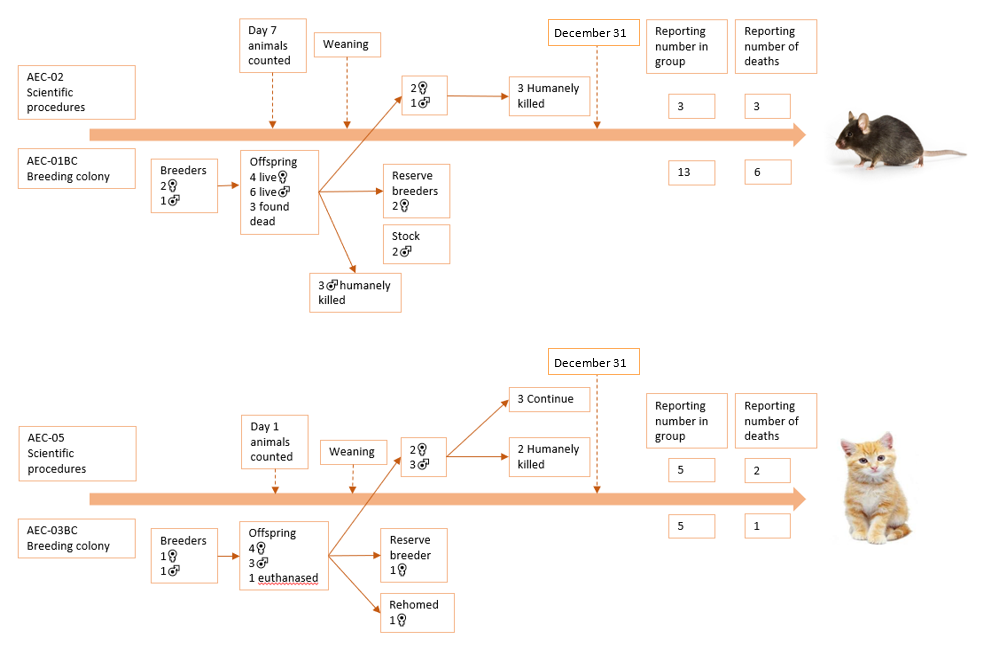 Day 7
animals
counted
Weaning
December 31
Reporting
number in
group
Reporting
number of
deaths
AEC-02
Scientific
procedures
2♀
1♂
3 Humanely
killed
3
3
AEC-01BC
Breeding colony
Breeders
2♀
1♂
Offspring
4 live♀
6 live♂
3 found
dead
Reserve
breeders
2♀
Stock
2♂
3♂humanely
killed
13
6
December 31
Day 1
animals
counted
Weaning
3 Continue
Reporting
number in
group
Reporting
number of
deaths
AEC-05
Scientific
procedures
2♀
3♂
2 Humanely
killed
5
2
AEC-03BC
Breeding colony
Breeders
1♀
1♂
Offspring
4♀
3♂
1 euthanased
Reserve
breeder
1♀
Rehomed
1♀
5
1